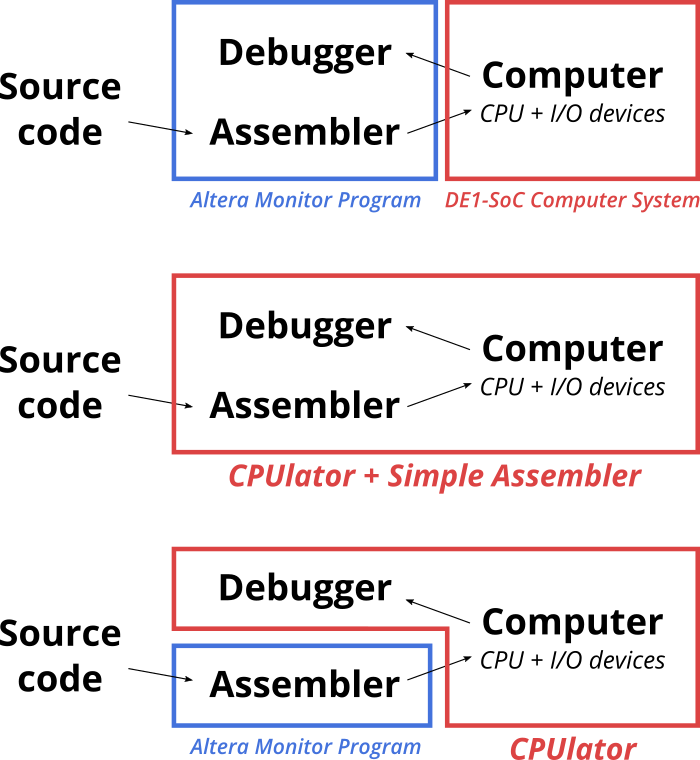 Debugger
Source
code
Assembler
Computer
CPU + I/O devices
Altera Monitor Program
DE1-SoC Computer System
Debugger
Source
code
Assembler
Computer
CPU + I/O devices
CPUlator + Simple Assembler
Debugger
Source
code
Assembler
Computer
CPU + I/O devices
Altera Monitor Program
CPUlator